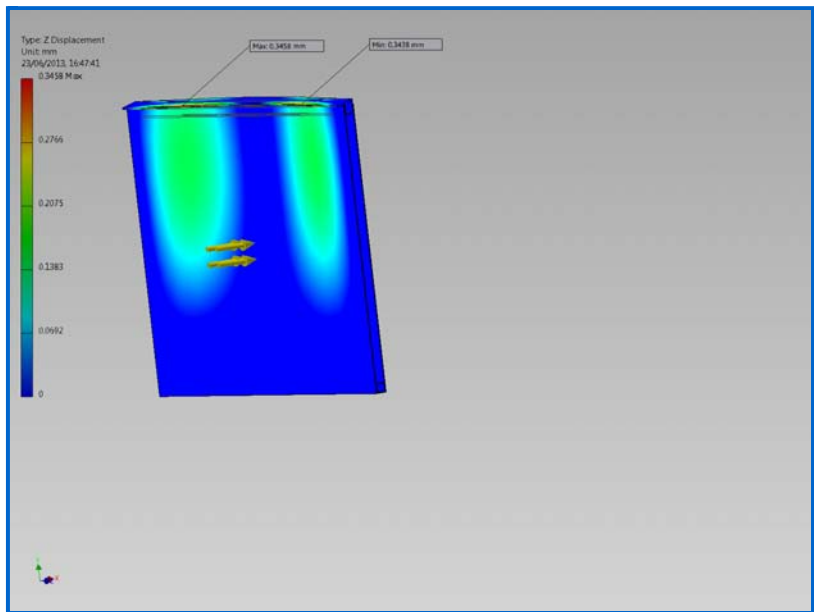 Type: Z Displacement
Unit: mm
23/06/2013, 16:47:41
0.3458 Max
0.2766
0.2075
0.1383
0.0692
0
Max: 0.3458 mm
Min: 0.3438 mm
Y
X